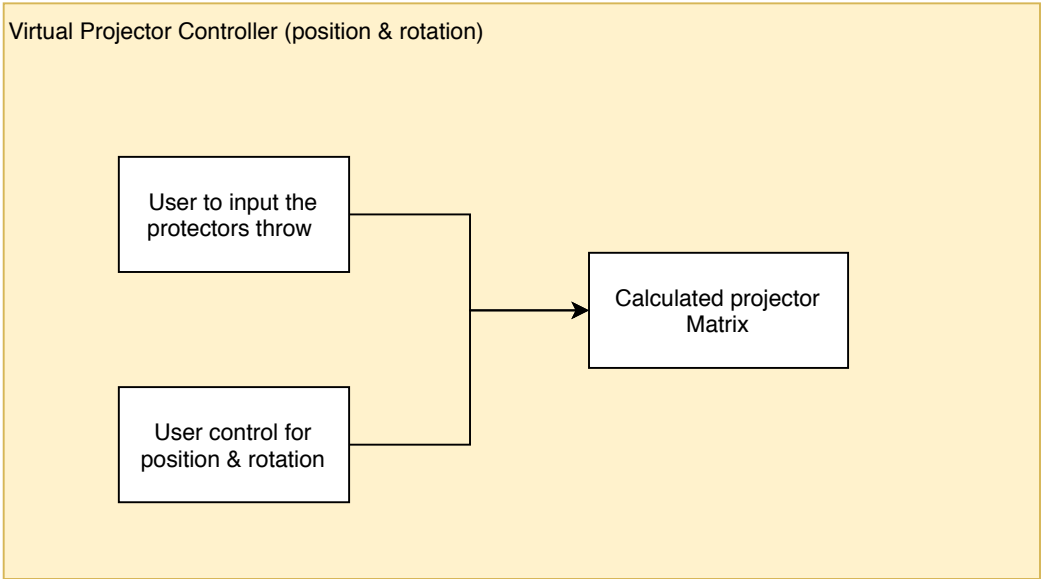 Virtual Projector Controller (position & rotation)
User to input the
protectors throw
Calculated projector
Matrix
User control for
position & rotation